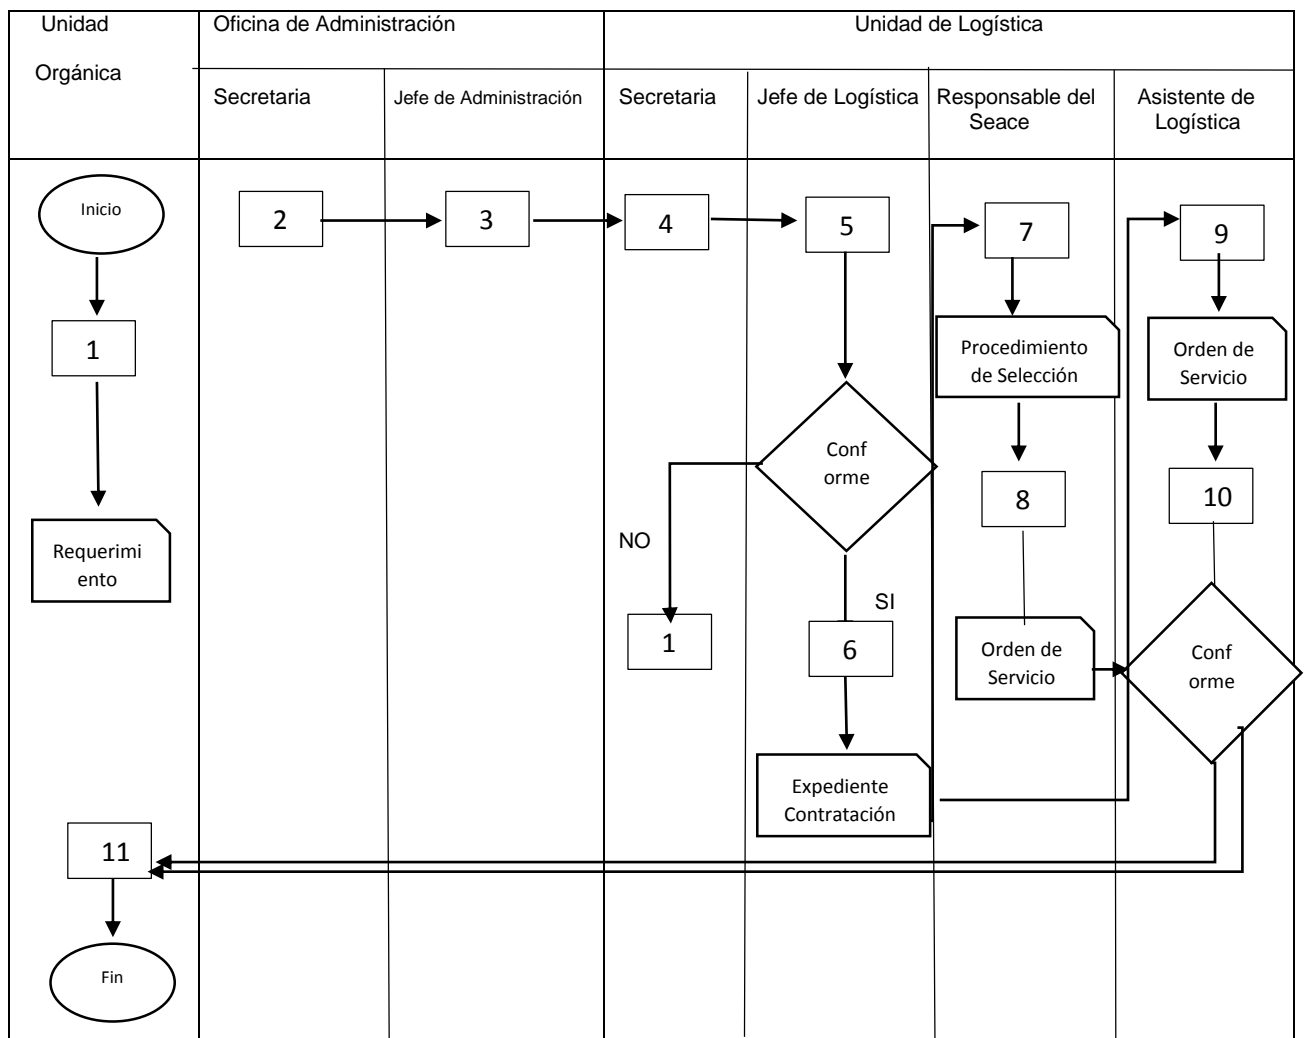 Unidad
Orgánica
Oficina de Administración
Unidad de Logística
Secretaria
Jefe de Administración
Secretaria
Jefe de Logística
Responsable del
Seace
Asistente de
Logística
Inicio
2
3
4
5
7
9
1
Procedimiento
de Selección
Orden de
Servicio
Conf
orme
8
10
Requerimi
ento
NO
SI
1
6
Orden de
Servicio
Conf
orme
Expediente
Contratación
11
Fin